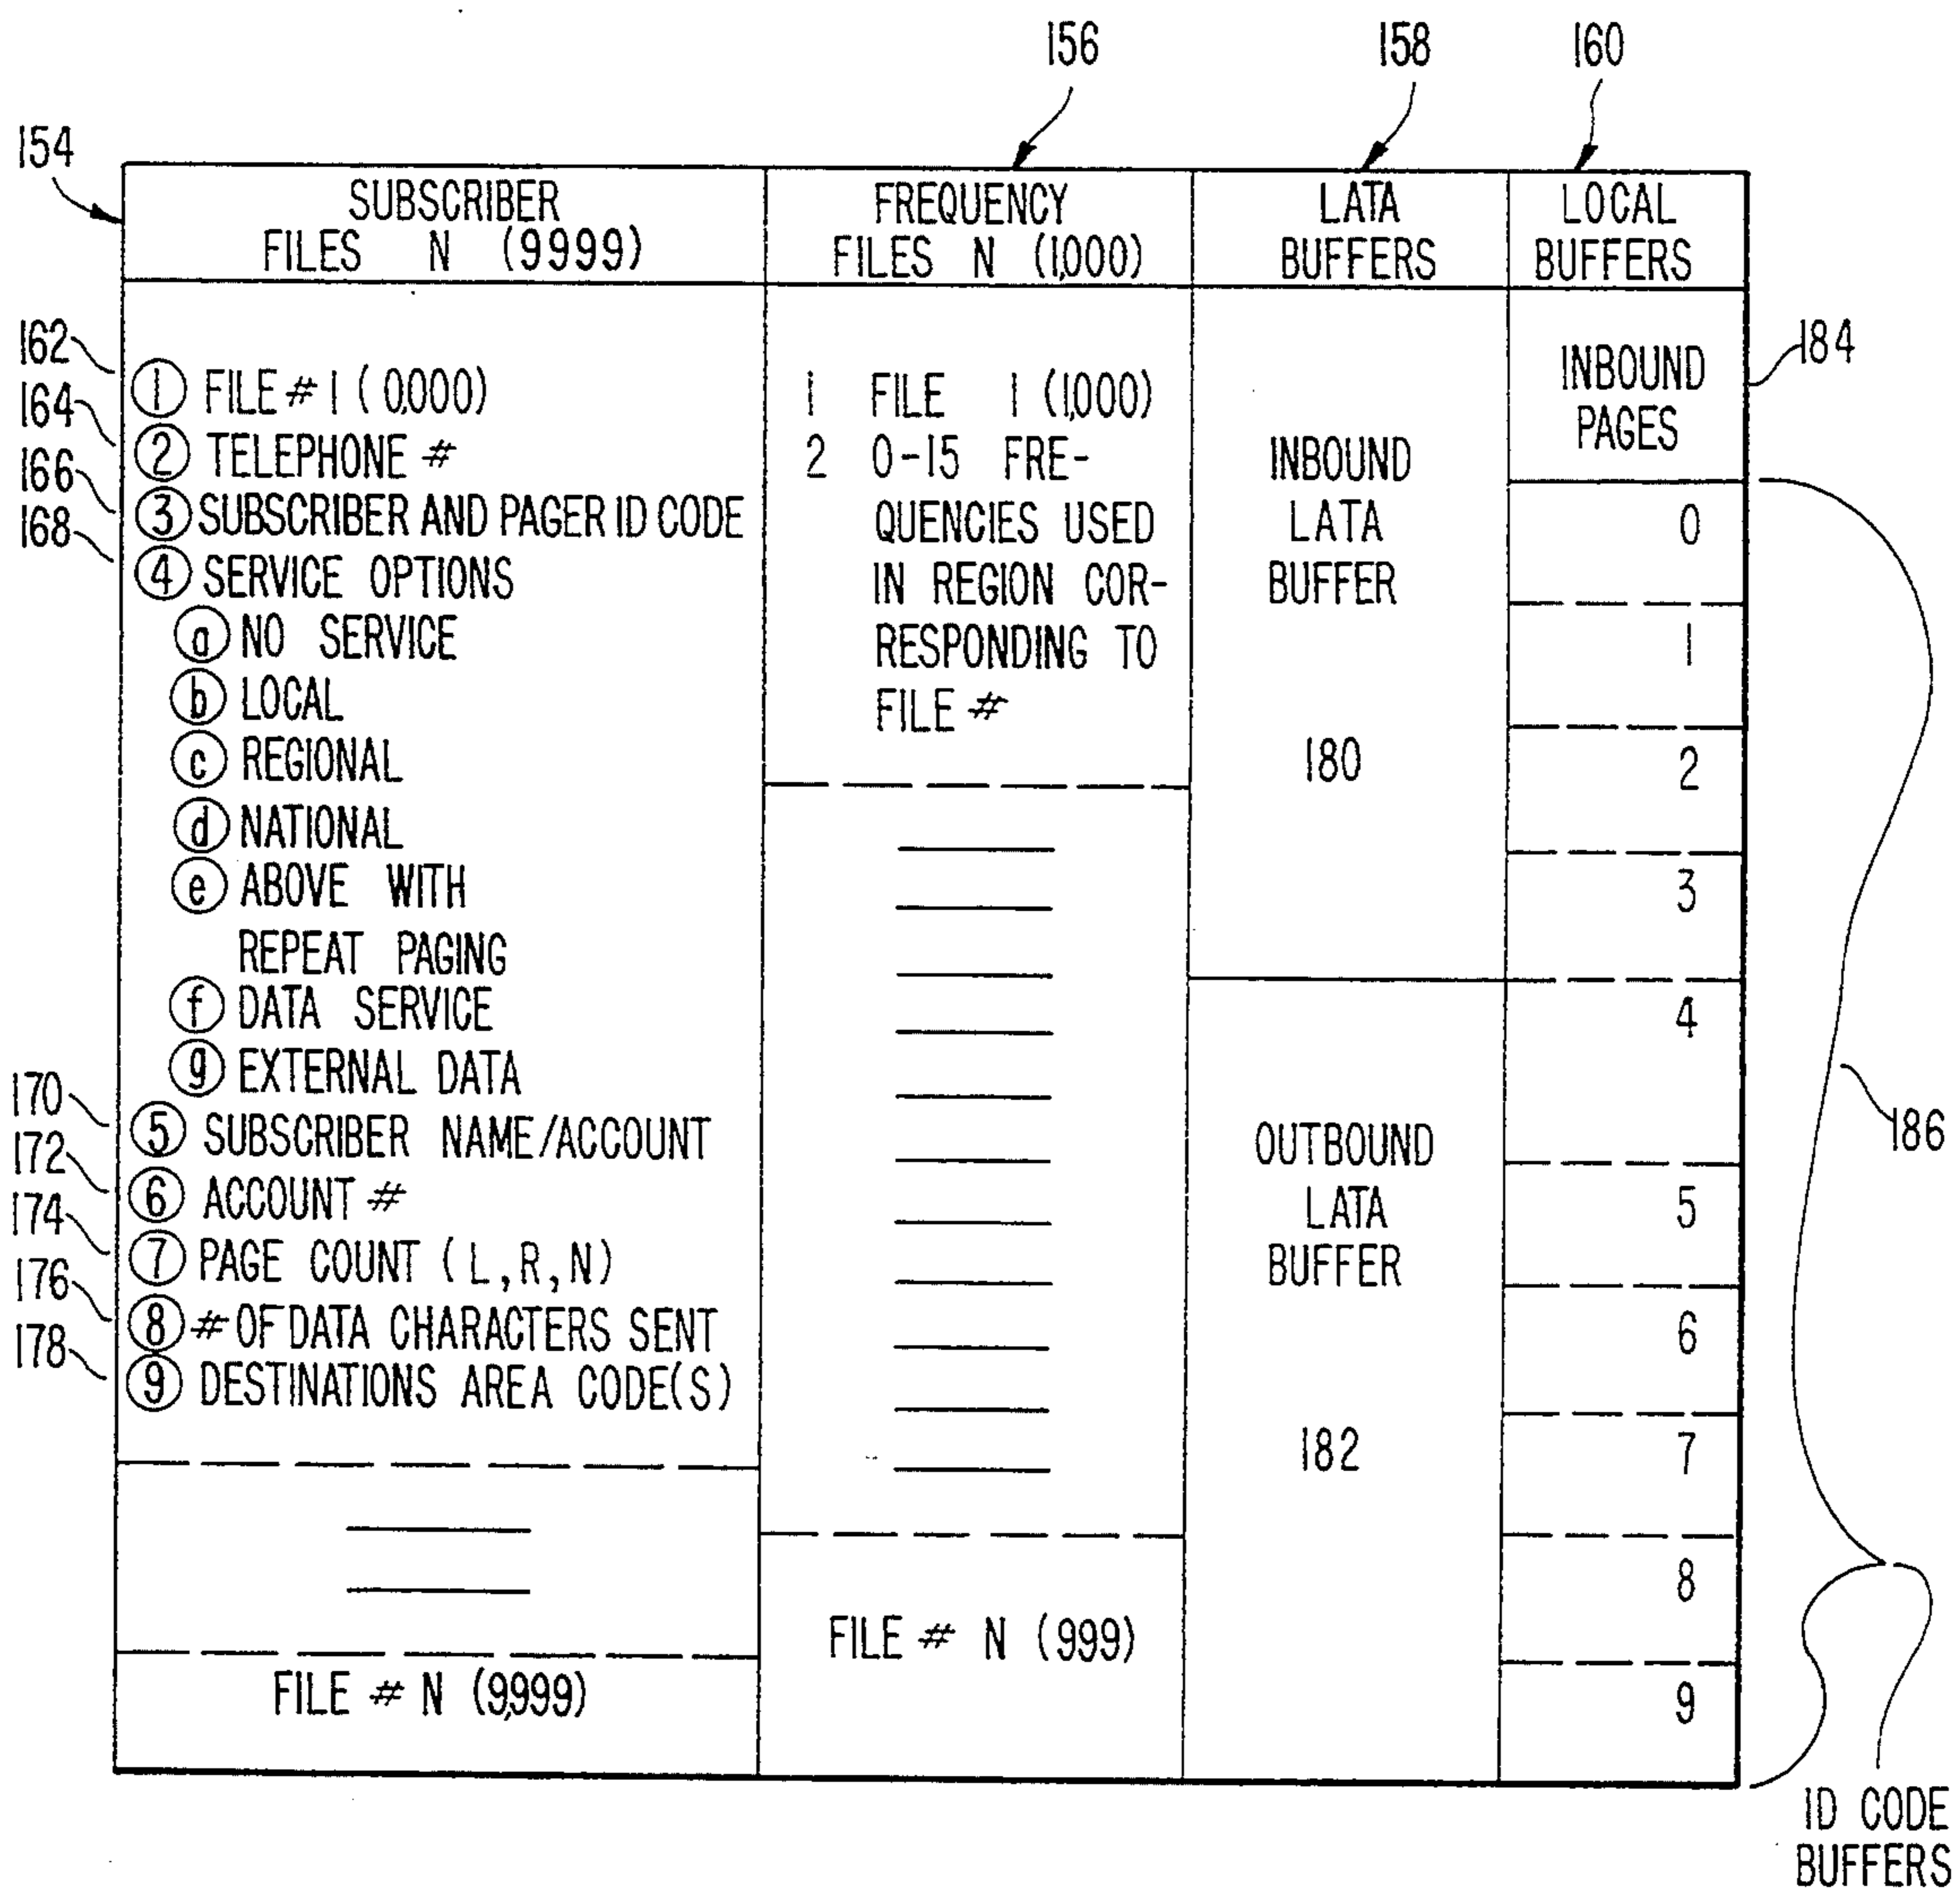 156
158
160
154
SUBSCRIBER
FILES N (9999)
FREQUENCY
FILES N (1,000)
LATA
BUFFERS
LOCAL
BUFFERS
162
164
166
168
170
172
174
176
178
1 FILE # 1 (0,000)
2 TELEPHONE #
3 SUBSCRIBER AND PAGER ID CODE
4 SERVICE OPTIONS
a NO SERVICE
b LOCAL
c REGIONAL
d NATIONAL
e ABOVE WITH
REPEAT PAGING
f DATA SERVICE
g EXTERNAL DATA
5 SUBSCRIBER NAME/ACCOUNT
6 ACCOUNT #
7 PAGE COUNT (L,R,N)
8 # OF DATA CHARACTERS SENT
9 DESTINATIONS AREA CODE(S)
FILE # N (9,999)
1 FILE 1 (1,000)
2 0-15 FRE-
QUENCIES USED
IN REGION COR-
RESPONDING TO
FILE #
FILE # N (999)
INBOUND
LATA
BUFFER
180
OUTBOUND
LATA
BUFFER
182
INBOUND
PAGES
0
1
2
3
4
5
6
7
8
9
184
186
ID CODE
BUFFERS